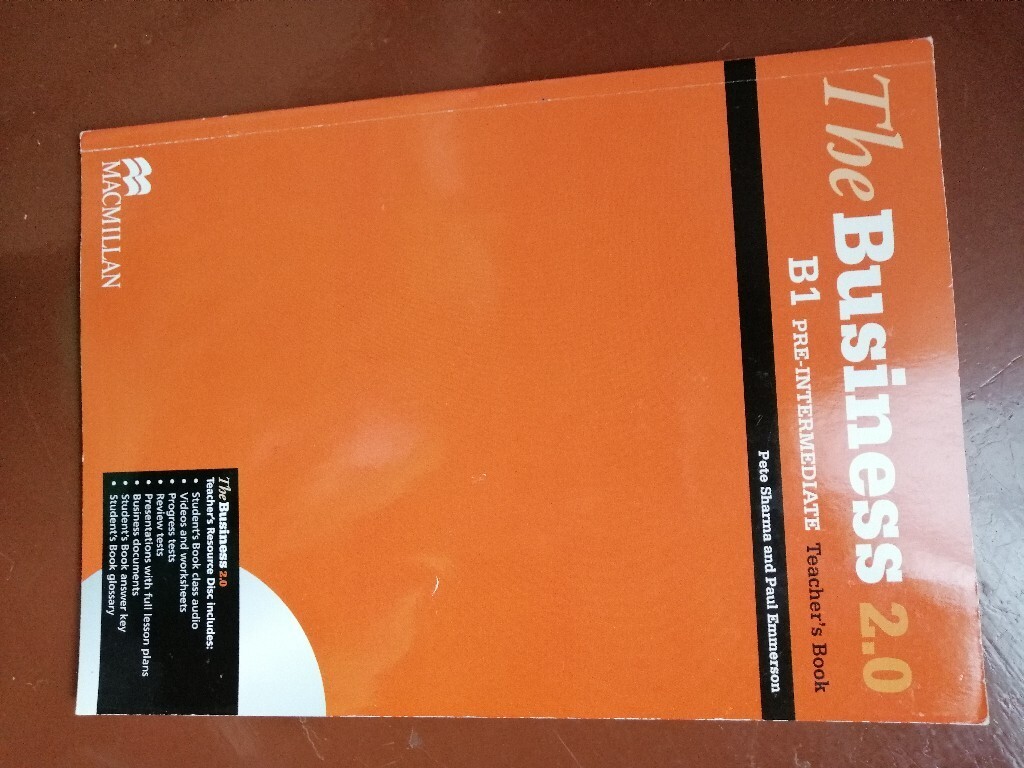 The Business 2.0
B1 PRE-INTERMEDIATE Teacher's Book
Pete Sharma and Paul Emmerson
The Business 2.0
Teacher's Resource Disc includes:
• Student's Book class audio
• Videos and worksheets
• Progress tests
• Review tests
• Presentations with full lesson plans
• Business documents
• Student's Book answer key
• Student's Book glossary
MACMILLAN